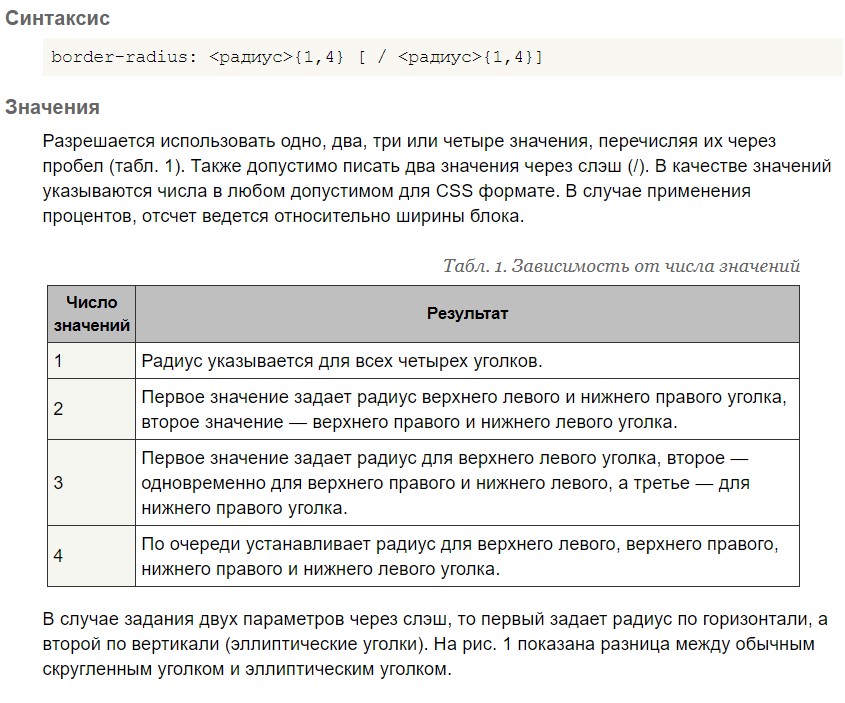 Синтаксис
border-radius: <радиус>{1,4} [ / <радиус>{1,4}]
Значения
Разрешается использовать одно, два, три или четыре значения, перечисляя их через
пробел (табл. 1). Также допустимо писать два значения через слэш (/). В качестве значений
указываются числа в любом допустимом для CSS формате. В случае применения
процентов, отсчет ведется относительно ширины блока.
Табл. 1. Зависимость от числа значений
Число
значений
Результат
1
Радиус указывается для всех четырех уголков.
2
Первое значение задает радиус верхнего левого и нижнего правого уголка,
второе значение — верхнего правого и нижнего левого уголка.
3
Первое значение задает радиус для верхнего левого уголка, второе —
одновременно для верхнего правого и нижнего левого, а третье — для
нижнего правого уголка.
4
По очереди устанавливает радиус для верхнего левого, верхнего правого,
нижнего правого и нижнего левого уголка.
В случае задания двух параметров через слэш, то первый задает радиус по горизонтали, а
второй по вертикали (эллиптические уголки). На рис. 1 показана разница между обычным
скругленным уголком и эллиптическим уголком.